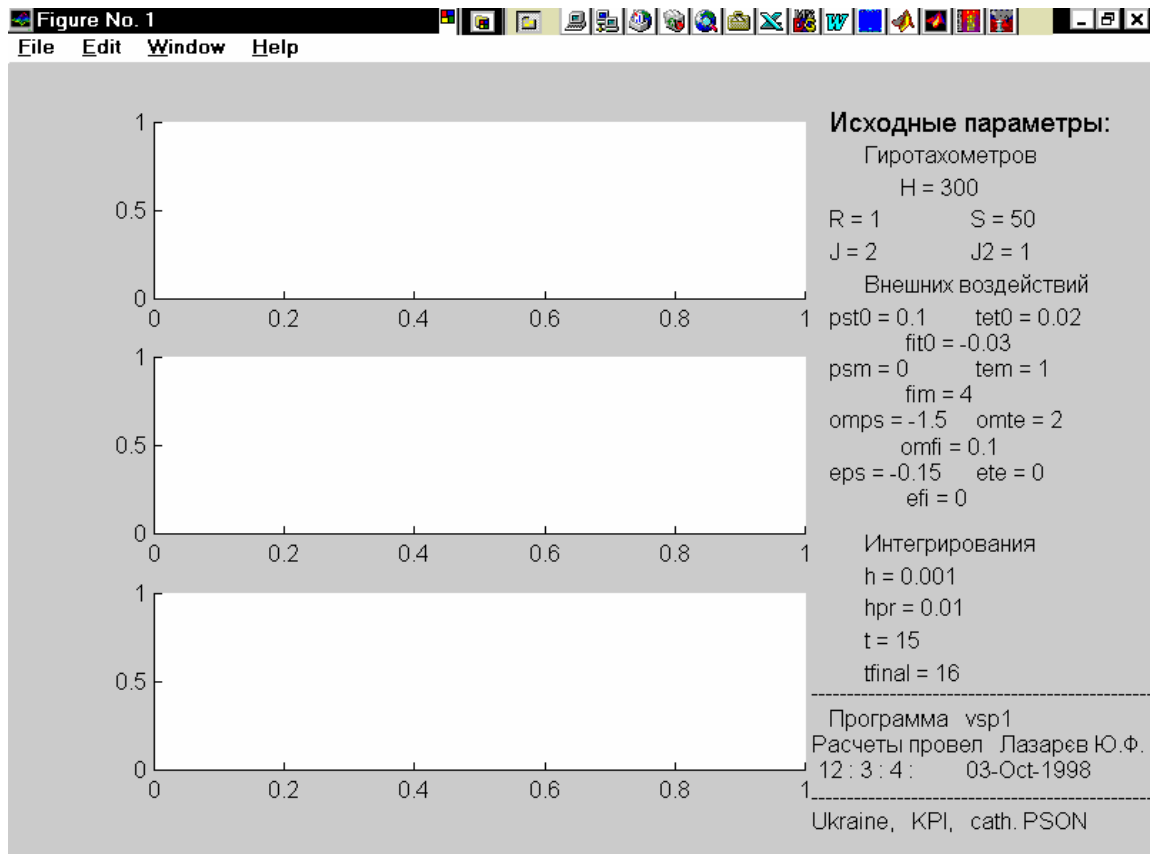 Figure No. 1
File Edit Window Help
1
0.5
0
0 0.2 0.4 0.6 0.8 1
1
0.5
0
0 0.2 0.4 0.6 0.8 1
1
0.5
0
0 0.2 0.4 0.6 0.8 1
Исходные параметры:
Гиротахометров
H = 300
R = 1 S = 50
J = 2 J2 = 1
Внешних воздействий
pst0 = 0.1 tet0 = 0.02
fit0 = -0.03
psm = 0 tem = 1
fim = 4
omps = -1.5 omte = 2
omfi = 0.1
eps = -0.15 ete = 0
efi = 0
Интегрирования
h = 0.001
hpr = 0.01
t = 15
tfinal = 16
Программа vsp1
Расчеты провел Лазарєв Ю.Ф.
12 : 3 : 4 : 03-Oct-1998
Ukraine, KPI, cath. PSON